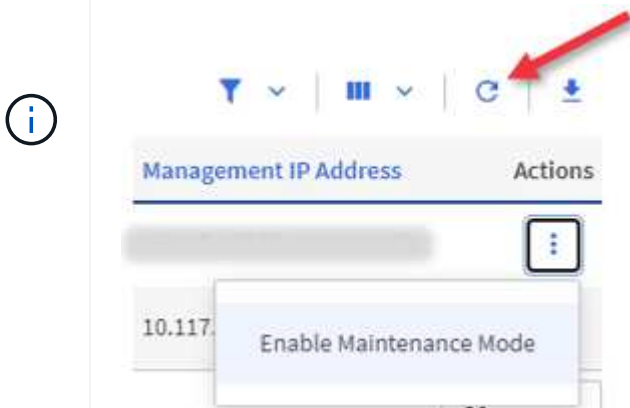 Management IP Address Actions
10.117.
Enable Maintenance Mode